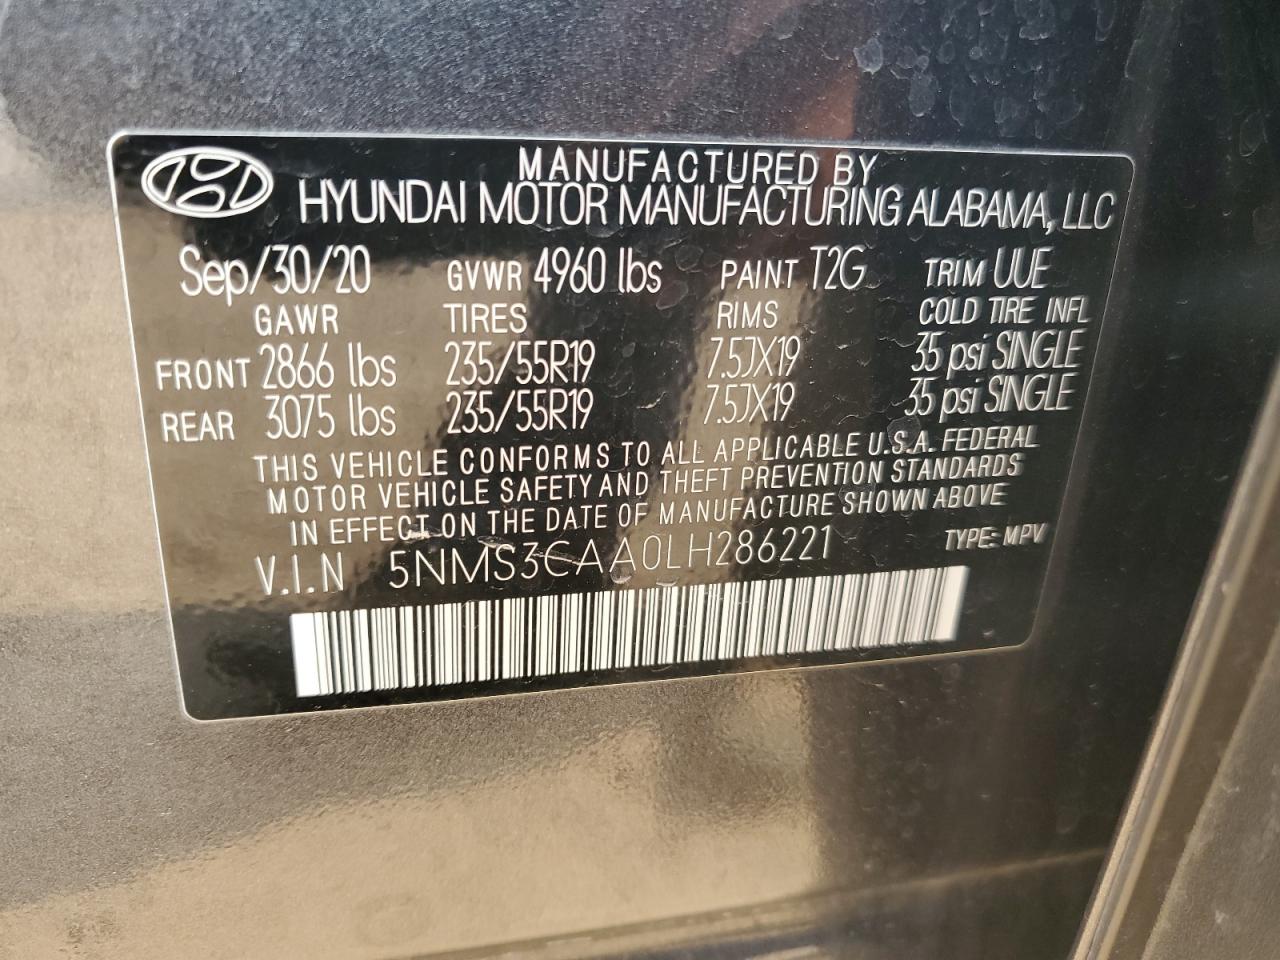 MANUFACTURED BY
HYUNDAI MOTOR MANUFACTURING ALABAMA, LLC
Sep/30/20 GVWR 4960 lbs PAINT T2G TRIM UUE
GAWR TIRES RIMS COLD TIRE INFL
FRONT 2866 lbs 235/55R19 7.5JX19 35 psi SINGLE
REAR 3075 lbs 235/55R19 7.5JX19 35 psi SINGLE
THIS VEHICLE CONFORMS TO ALL APPLICABLE U.S.A. FEDERAL
MOTOR VEHICLE SAFETY AND THEFT PREVENTION STANDARDS
IN EFFECT ON THE DATE OF MANUFACTURE SHOWN ABOVE
V.I.N 5NMS3CAA0LH286221 TYPE: MPV